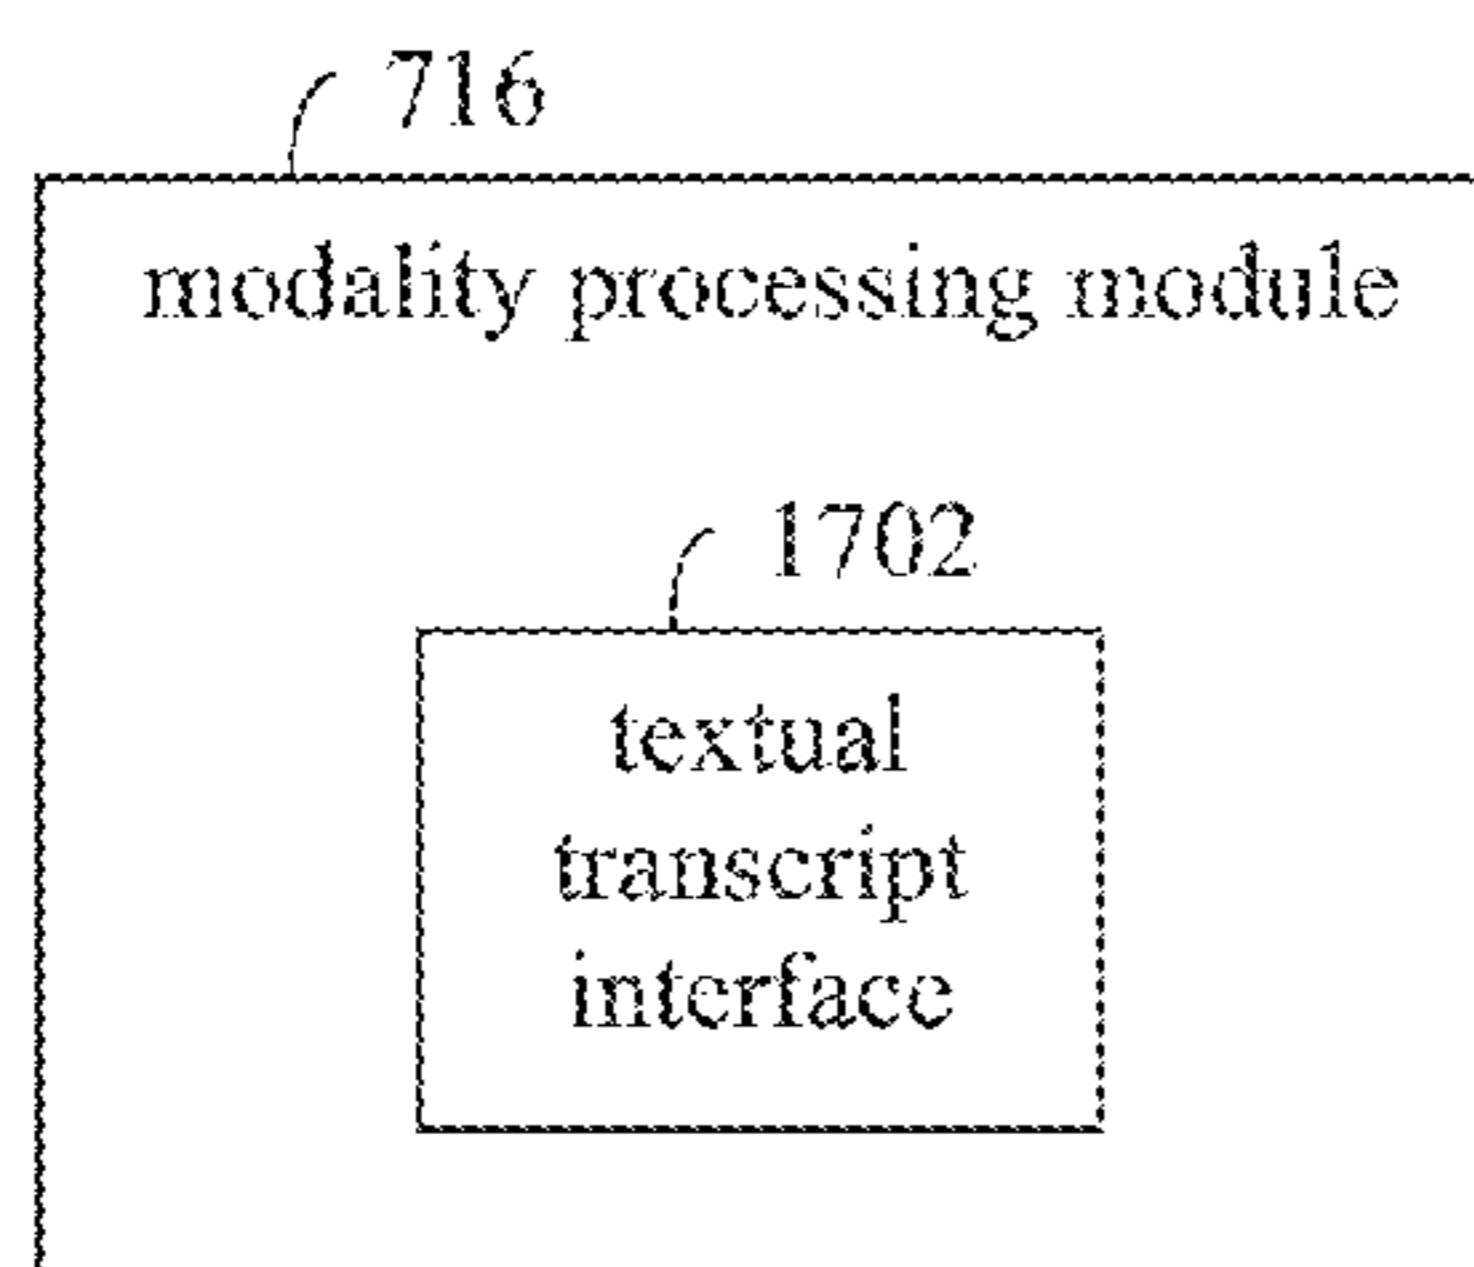 716
modality processing module
1702
textual
transcript
interface